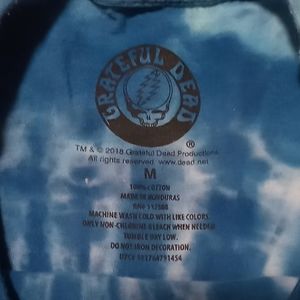 GRATEFUL DEAD
®
TM & © 2018 Grateful Dead Productions
All rights reserved. www.dead.net
M
100% COTTON
MADE IN HONDURAS
RN#
MACHINE WASH COLD WITH LIKE COLORS.
ONLY NON-CHLORINE BLEACH WHEN NEEDED.
TUMBLE DRY LOW.
DO NOT IRON DECORATION.